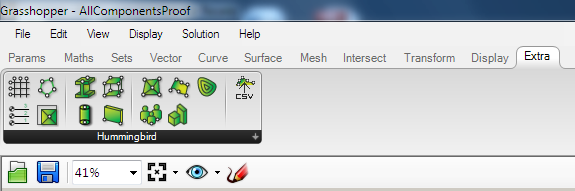 Grasshopper - AllComponentsProof
File Edit View Display Solution Help
Params Maths Sets Vector Curve Surface Mesh Intersect Transform Display Extra
CSV
Hummingbird
41%